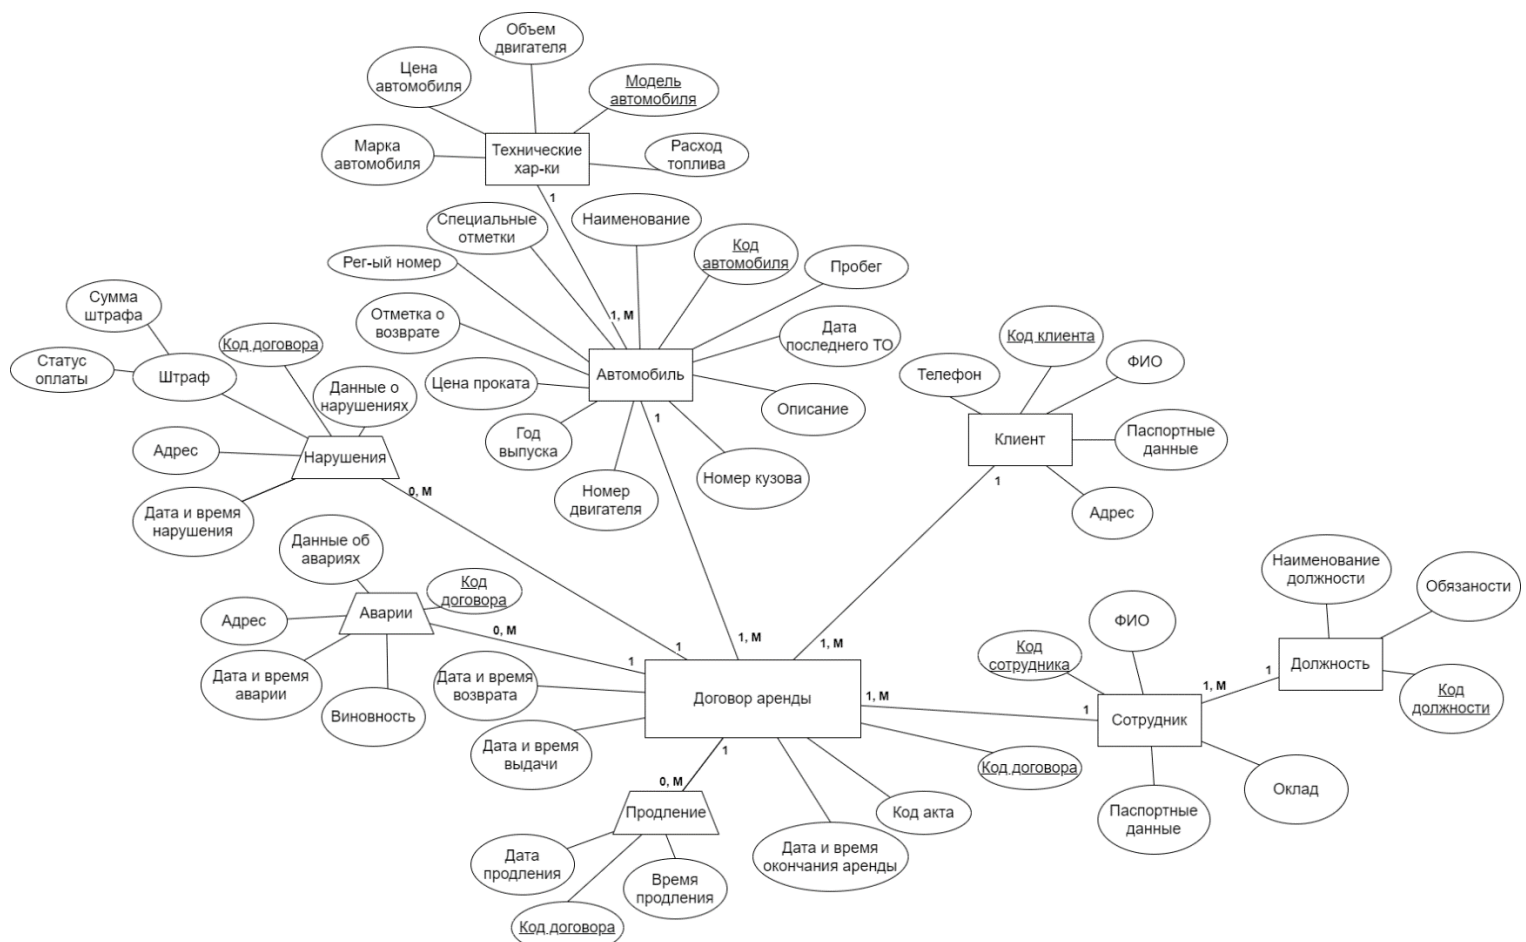 Объем
двигателя
Цена
автомобиля
Модель
автомобиля
Марка
автомобиля
Технические
хар-ки
Расход
топлива
1
Специальные
отметки
Наименование
Код
автомобиля
Рег-ый номер
Пробег
Сумма
штрафа
Отметка о
возврате
1, М
Дата
последнего ТО
Код договора
Код клиента
Статус
оплаты
Штраф
Данные о
нарушениях
Цена проката
Автомобиль
Телефон
ФИО
1
Описание
Адрес
Нарушения
Год
выпуска
Клиент
Паспортные
данные
0, М
Номер
двигателя
Номер кузова
1
Дата и время
нарушения
Адрес
Данные об
авариях
Наименование
должности
Обязаности
Код
договора
Адрес
Аварии
0, М
1
1, М
1, М
ФИО
Код
сотрудника
Должность
1
Дата и время
аварии
1
Дата и время
возврата
Договор аренды
1, М
1, М
1
Код
должности
Виновность
Сотрудник
Дата и время
выдачи
1
Код договора
0, М
Оклад
Продление
Код акта
Паспортные
данные
Дата
продления
Дата и время
окончания аренды
Время
продления
Код договора